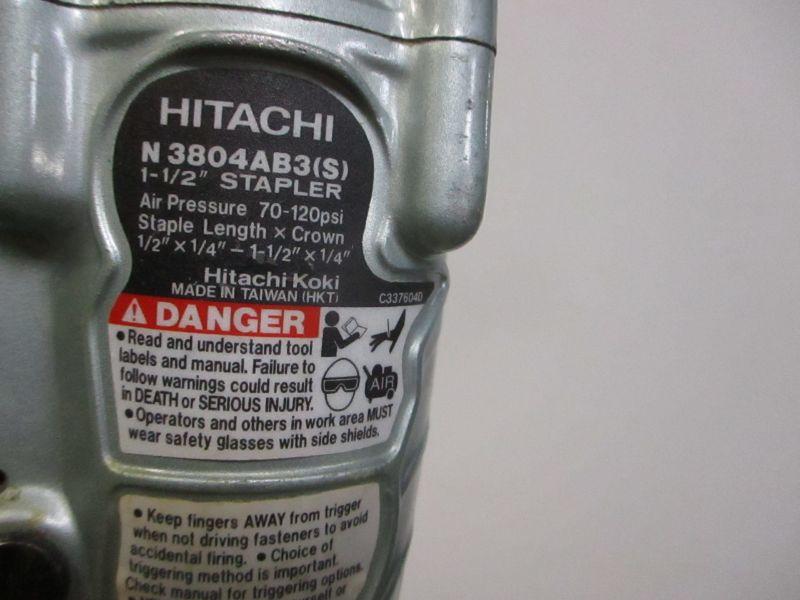 HITACHI
N 3804AB3(S)
1-1/2" STAPLER
Air Pressure 70-120psi
Staple Length × Crown
1/2" × 1/4" – 1-1/2" × 1/4"
Hitachi Koki
MADE IN TAIWAN (HKT) C337604D
DANGER
● Read and understand tool
labels and manual. Failure to
follow warnings could result
in DEATH or SERIOUS INJURY.
AIR
● Operators and others in work area MUST
wear safety glasses with side shields.
● Keep fingers AWAY from trigger
when not driving fasteners to avoid
accidental firing. ● Choice of
triggering method is important.
Check manual for triggering options.
or